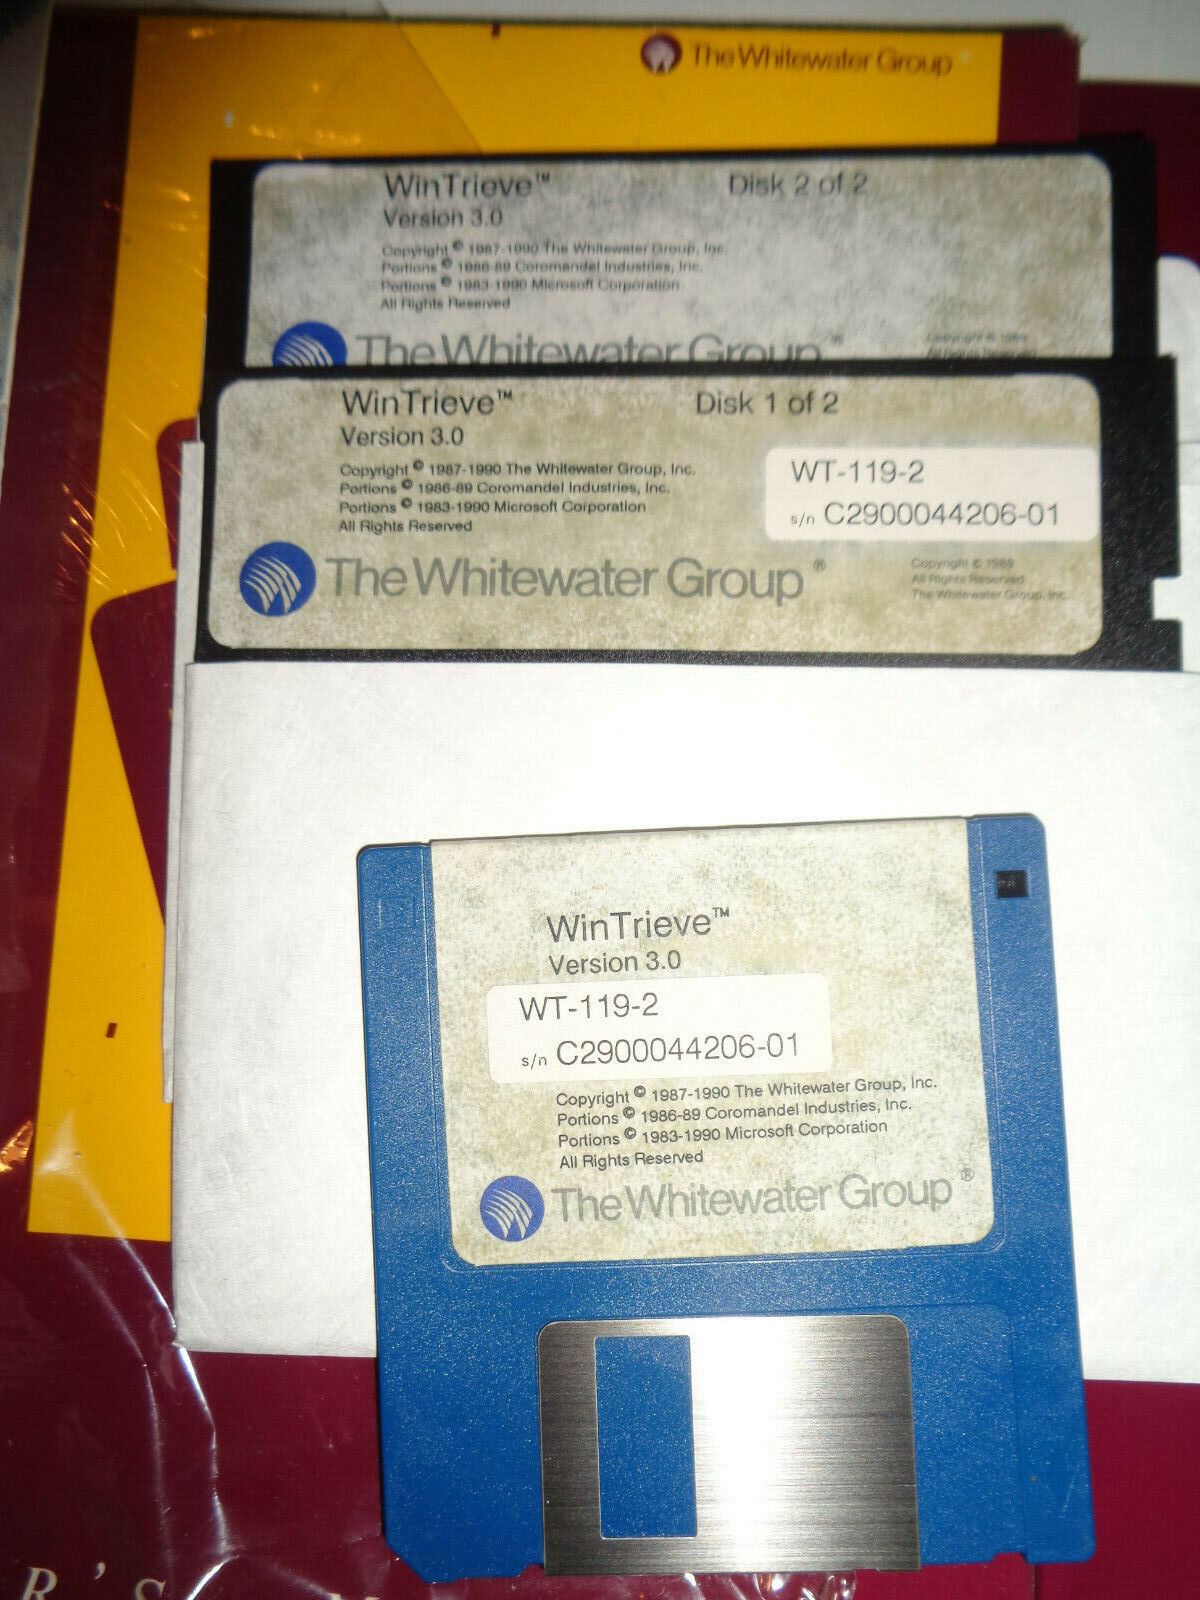 The Whitewater Group
WinTrieve™ Disk 2 of 2
Version 3.0
Copyright © 1987-1990 The Whitewater Group, Inc.
Portions © 1986-89 Coromandel Industries, Inc.
Portions © 1983-1990 Microsoft Corporation
All Rights Reserved
The Whitewater Group®
Copyright © 1989
All Rights Reserved
WinTrieve™ Disk 1 of 2
Version 3.0
Copyright © 1987-1990 The Whitewater Group, Inc.
Portions © 1986-89 Coromandel Industries, Inc.
Portions © 1983-1990 Microsoft Corporation
All Rights Reserved
WT-119-2
s/n C2900044206-01
The Whitewater Group®
Copyright © 1989
All Rights Reserved
The Whitewater Group, Inc.
WinTrieve™
Version 3.0
WT-119-2
s/n C2900044206-01
Copyright © 1987-1990 The Whitewater Group, Inc.
Portions © 1986-89 Coromandel Industries, Inc.
Portions © 1983-1990 Microsoft Corporation
All Rights Reserved
The Whitewater Group®
R'S